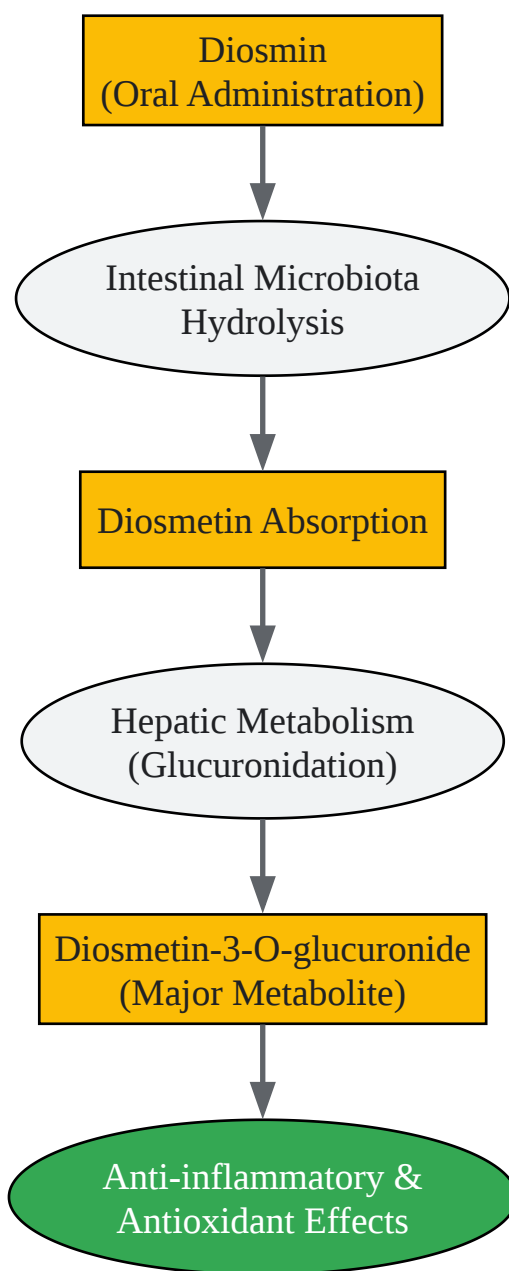 Diosmin
(Oral Administration)
Intestinal Microbiota
Hydrolysis
Diosmetin Absorption
Hepatic Metabolism
(Glucuronidation)
Diosmetin-3-O-glucuronide
(Major Metabolite)
Anti-inflammatory &
Antioxidant Effects